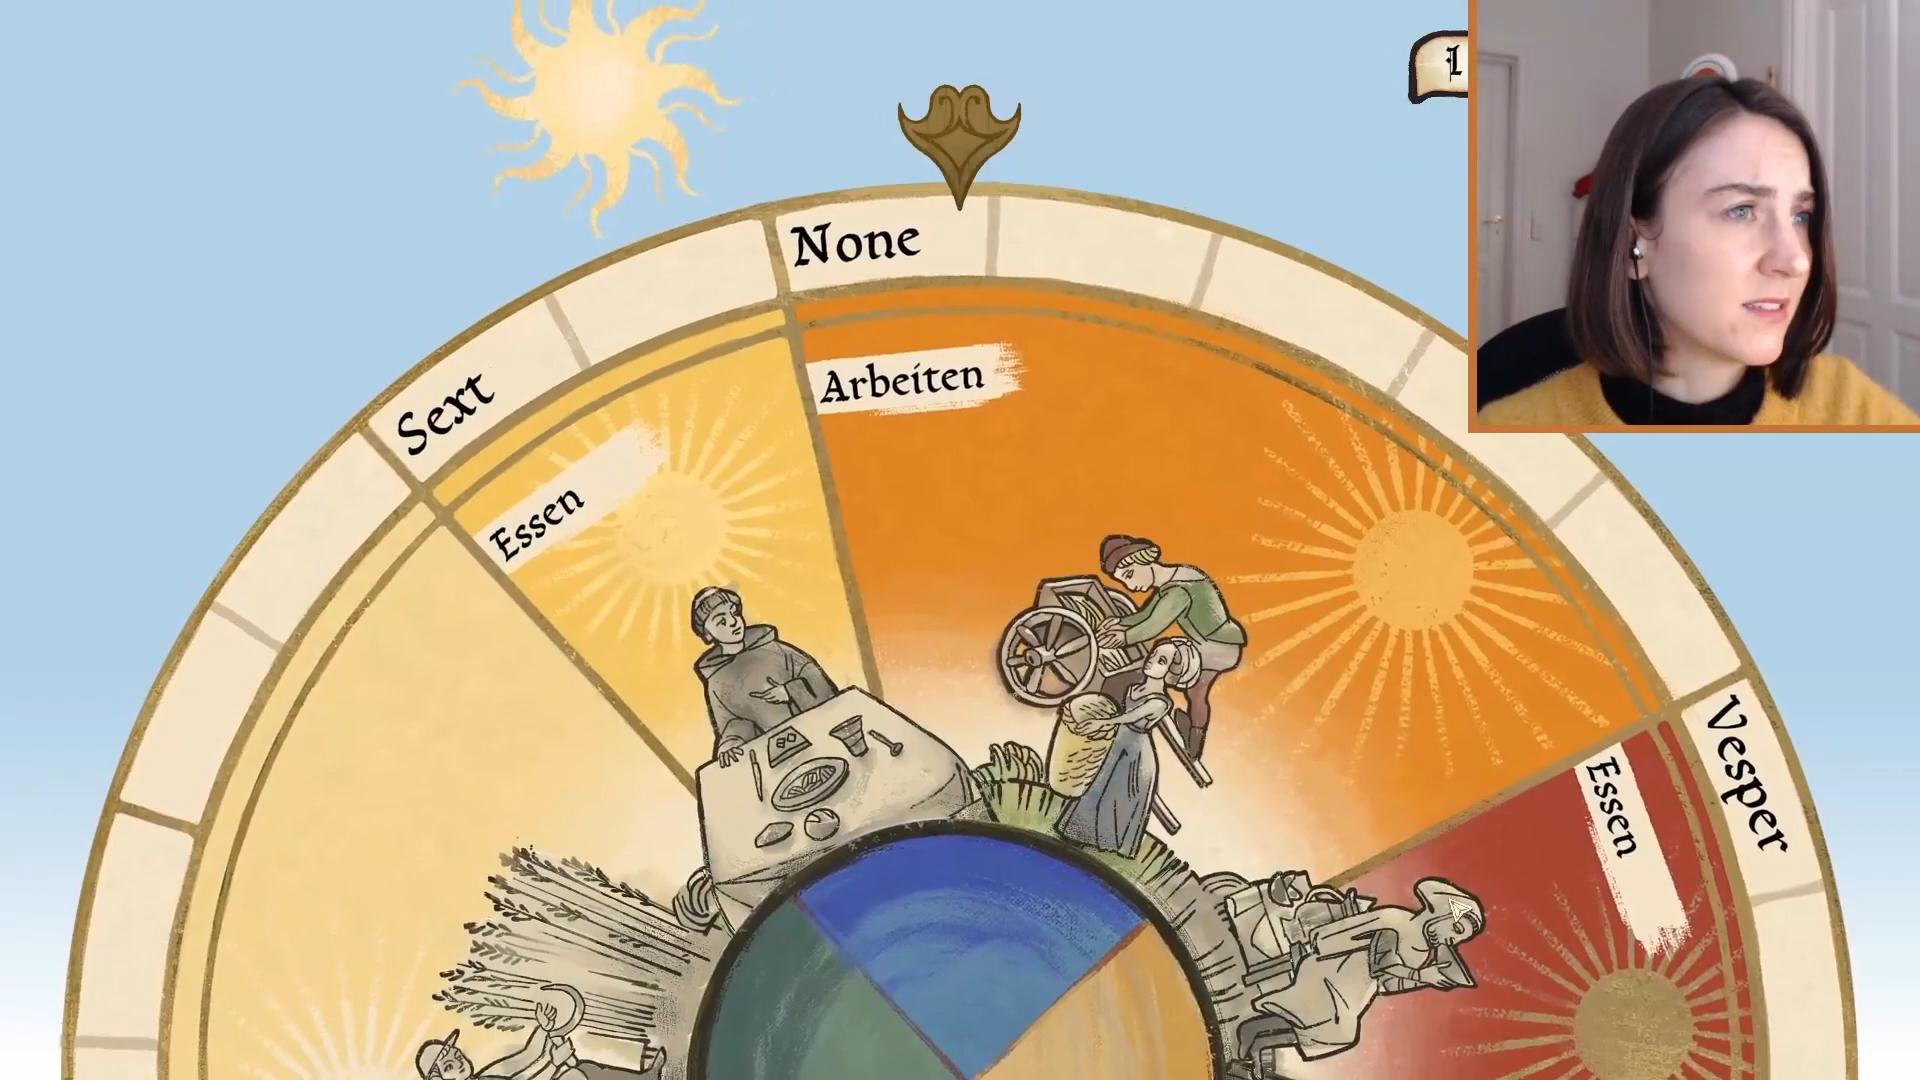 None
Arbeiten
Sext
Essen
Vesper
Essen